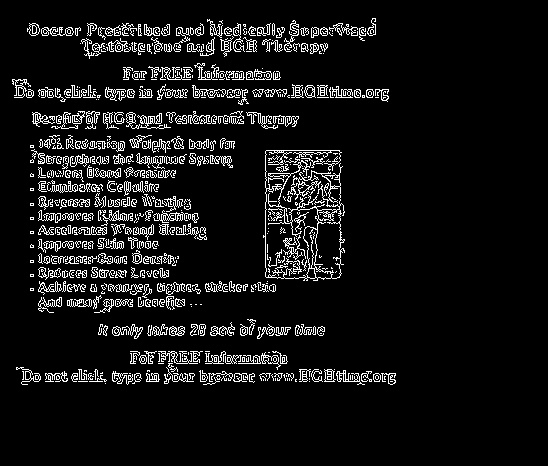 Doctor Prescribed and Medically Supervized
Testosterone and HGH Therapy
For FREE Information
Do not click, type in your browser www.HGHtime.org
Benefits of HGH and Testosterone Therapy
. 14% Reduction Weight & body fat
. Strengthens the Immune System
. Lowers Blood Pressure
. Eliminates Cellulite
. Reverses Muscle Wasting
. Improves Kidney Function
. Accelerated Wound Healing
. Improves Skin Tone
. Increases Bone Density
. Reduces Stress Levels
. Achieve a younger, tighter, thicker skin
And many more benefits ...
It only takes 20 sec of your time
For FREE Information
Do not click, type in your browser www.HGHtime.org